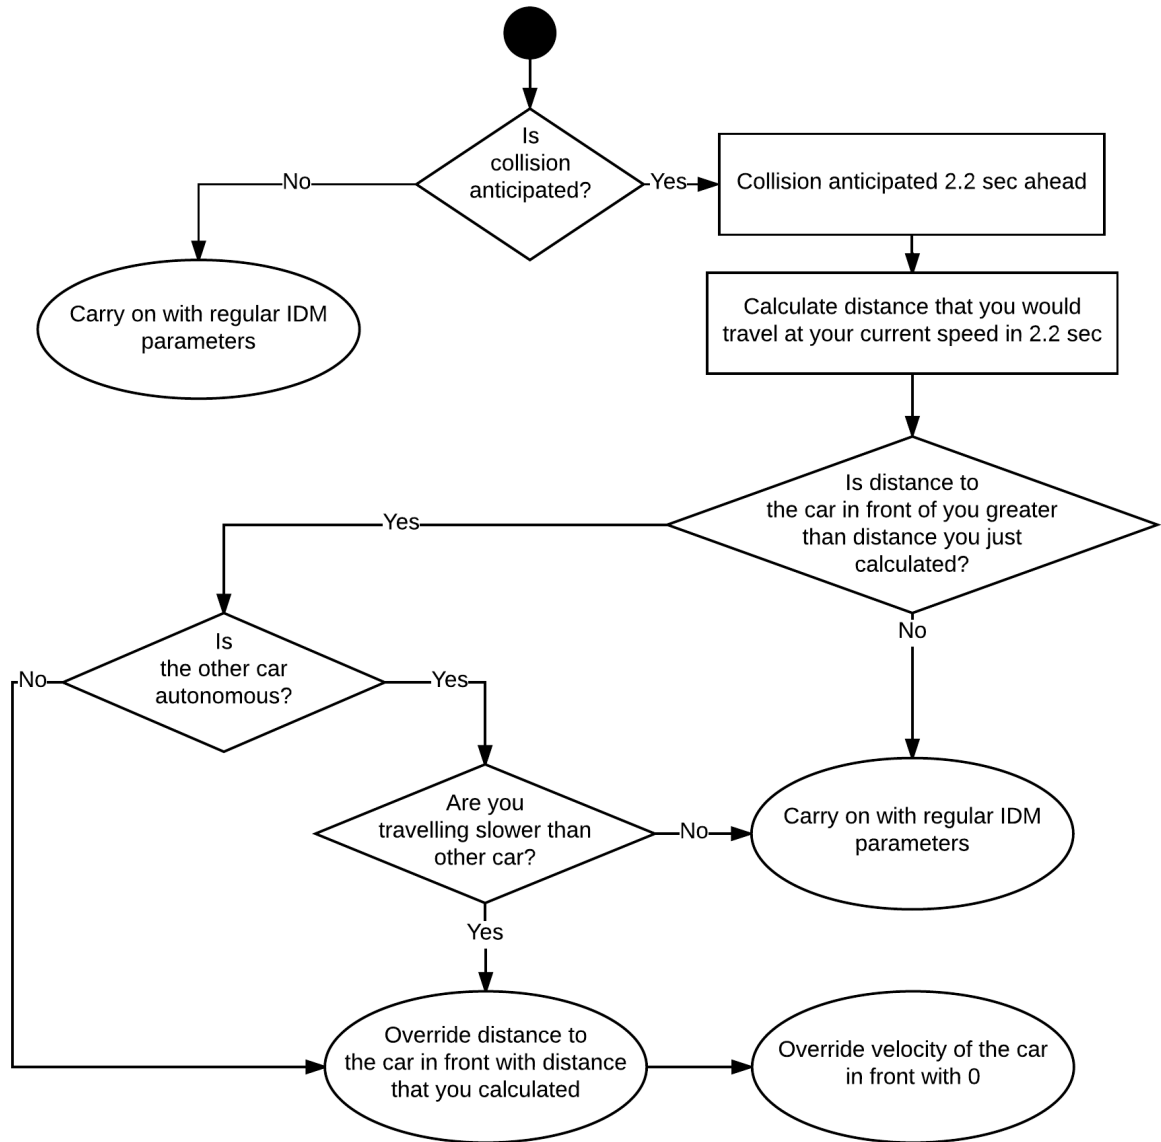 Is
collision
anticipated?
No
Yes
Collision anticipated 2.2 sec ahead
Carry on with regular IDM
parameters
Calculate distance that you would
travel at your current speed in 2.2 sec
Is distance to
the car in front of you greater
than distance you just
calculated?
Yes
No
Is
the other car
autonomous?
No
Yes
Are you
travelling slower than
other car?
No
Carry on with regular IDM
parameters
Yes
Override distance to
the car in front with distance
that you calculated
Override velocity of the car
in front with 0